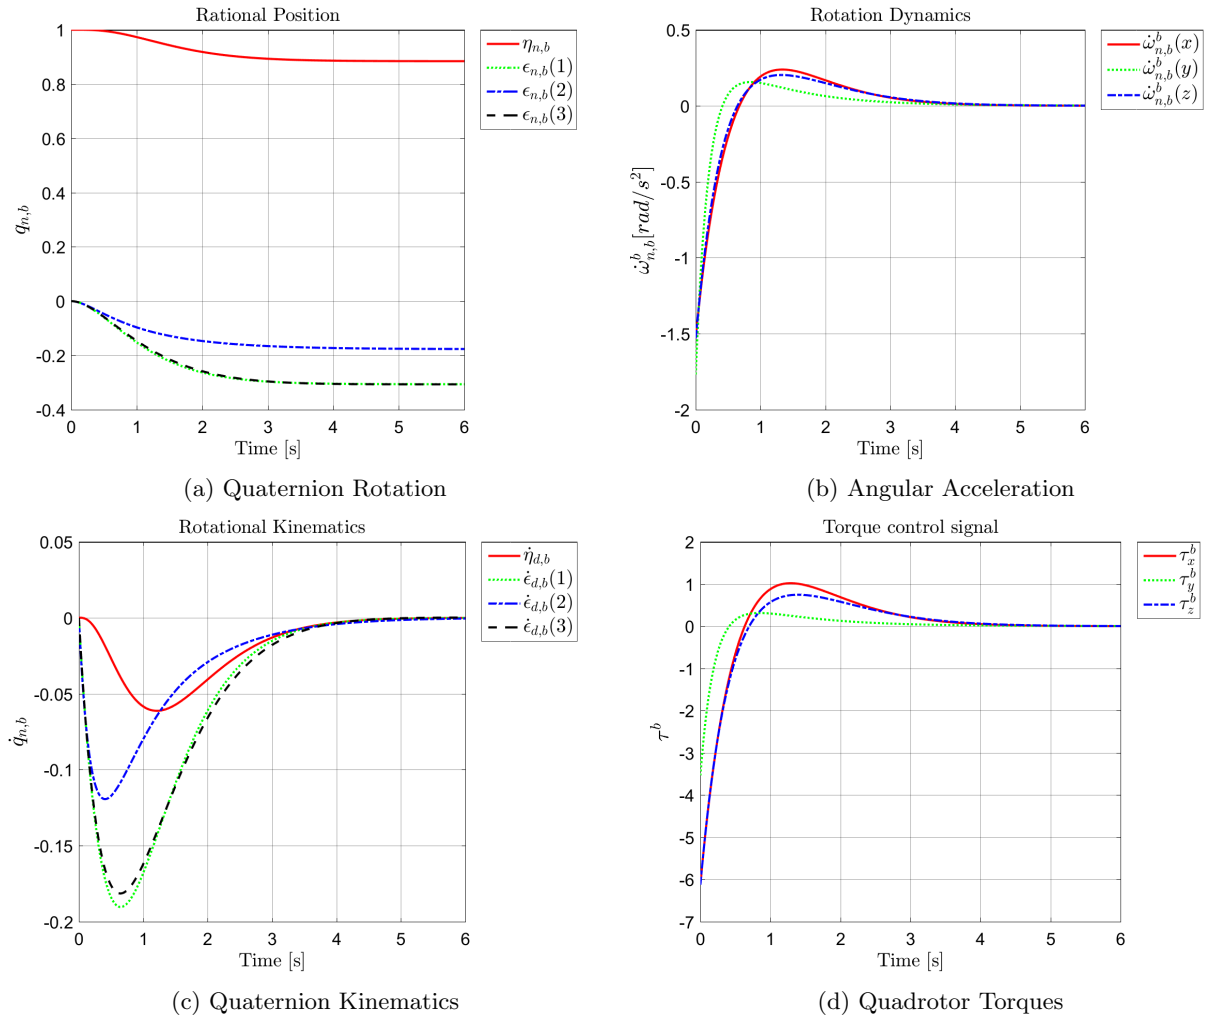 Rational Position
1
0.8
0.6
0.4
0.2
0
-0.2
-0.4
0 1 2 3 4 5 6
Time [s]
q_{n,b}
η_{n,b}
ϵ_{n,b}(1)
ϵ_{n,b}(2)
ϵ_{n,b}(3)
(a) Quaternion Rotation
Rotation Dynamics
0.5
0
-0.5
-1
-1.5
-2
0 1 2 3 4 5 6
Time [s]
ω̇^b_{n,b}[rad/s^2]
ω̇^b_{n,b}(x)
ω̇^b_{n,b}(y)
ω̇^b_{n,b}(z)
(b) Angular Acceleration
Rotational Kinematics
0.05
0
-0.05
-0.1
-0.15
-0.2
0 1 2 3 4 5 6
Time [s]
q̇_{n,b}
η̇_{d,b}
ϵ̇_{d,b}(1)
ϵ̇_{d,b}(2)
ϵ̇_{d,b}(3)
(c) Quaternion Kinematics
Torque control signal
2
1
0
-1
-2
-3
-4
-5
-6
-7
0 1 2 3 4 5 6
Time [s]
τ^b
τ^b_x
τ^b_y
τ^b_z
(d) Quadrotor Torques